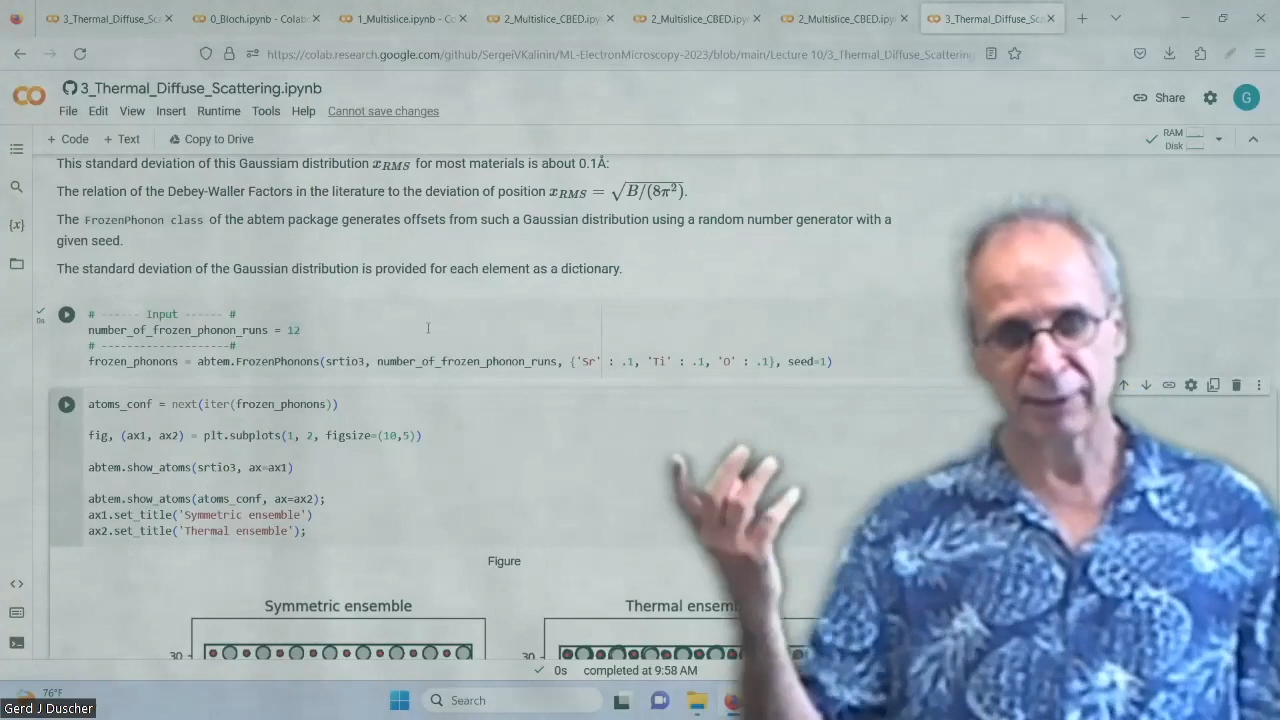 3_Thermal_Diffuse_Sca
0_Bloch.ipynb - Colab
1_Multislice.ipynb - Co
2_Multislice_CBED.ipy
2_Multislice_CBED.ipy
2_Multislice_CBED.ipy
3_Thermal_Diffuse_Sc
https://colab.research.google.com/github/SergeiVKalinin/ML-ElectronMicroscopy-2023/blob/main/Lecture 10/3_Thermal_Diffuse_Scattering
3_Thermal_Diffuse_Scattering.ipynb
Share
G
File Edit View Insert Runtime Tools Help Cannot save changes
+ Code + Text Copy to Drive
RAM
Disk
This standard deviation of this Gaussiam distribution x_RMS for most materials is about 0.1Å:
The relation of the Debey-Waller Factors in the literature to the deviation of position x_RMS = √B/(8π²).
The FrozenPhonon class of the abtem package generates offsets from such a Gaussian distribution using a random number generator with a
given seed.
The standard deviation of the Gaussian distribution is provided for each element as a dictionary.
0s
# ------ Input ------ #
number_of_frozen_phonon_runs = 12
# -------------------#
frozen_phonons = abtem.FrozenPhonons(srtio3, number_of_frozen_phonon_runs, {'Sr' : .1, 'Ti' : .1, 'O' : .1}, seed=1)
atoms_conf = next(iter(frozen_phonons))
fig, (ax1, ax2) = plt.subplots(1, 2, figsize=(10,5))
abtem.show_atoms(srtio3, ax=ax1)
abtem.show_atoms(atoms_conf, ax=ax2);
ax1.set_title('Symmetric ensemble')
ax2.set_title('Thermal ensemble');
Figure
Symmetric ensemble
Thermal ensemb
30
30
0s completed at 9:58 AM
76°F
Search
Gerd J Duscher